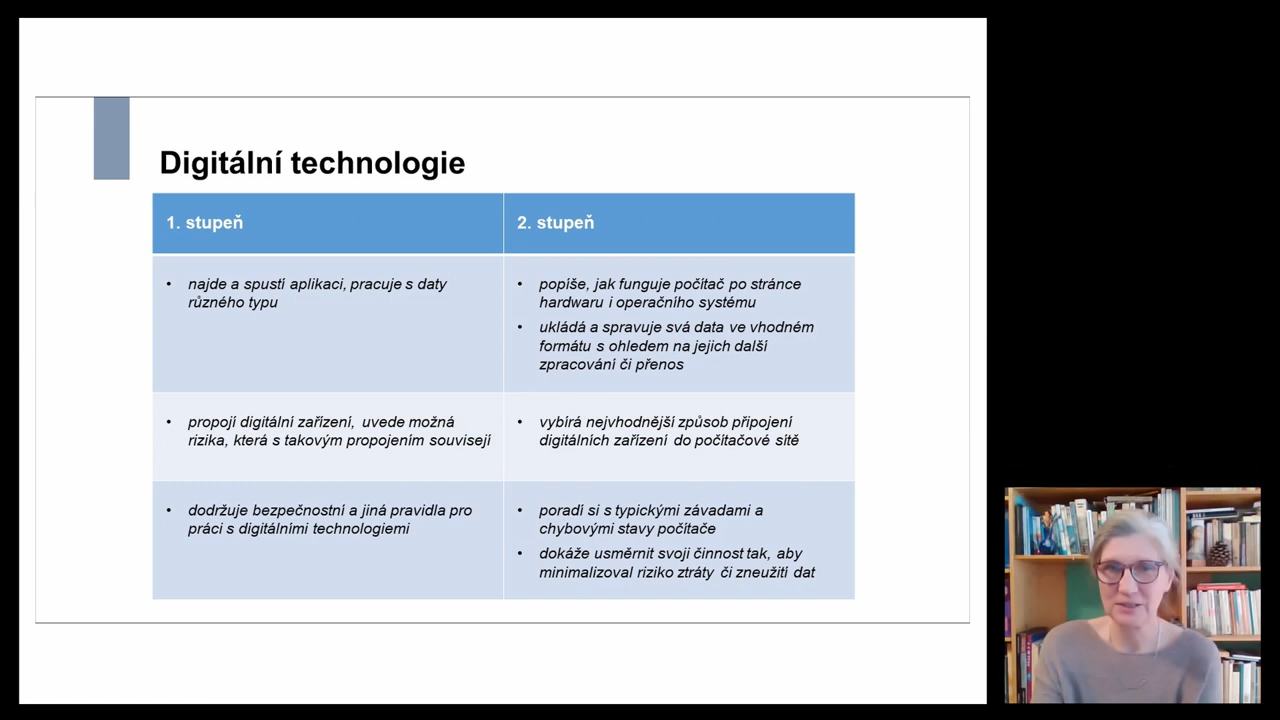 Digitální technologie
1. stupeň
2. stupeň
• najde a spustí aplikaci, pracuje s daty
různého typu
• popíše, jak funguje počítač po stránce
hardwaru i operačního systému
• ukládá a spravuje svá data ve vhodném
formátu s ohledem na jejich další
zpracování či přenos
• propojí digitální zařízení, uvede možná
rizika, která s takovým propojením souvisejí
• vybírá nejvhodnější způsob připojení
digitálních zařízení do počítačové sítě
• dodržuje bezpečnostní a jiná pravidla pro
práci s digitálními technologiemi
• poradí si s typickými závadami a
chybovými stavy počítače
• dokáže usměrnit svoji činnost tak, aby
minimalizoval riziko ztráty či zneužití dat